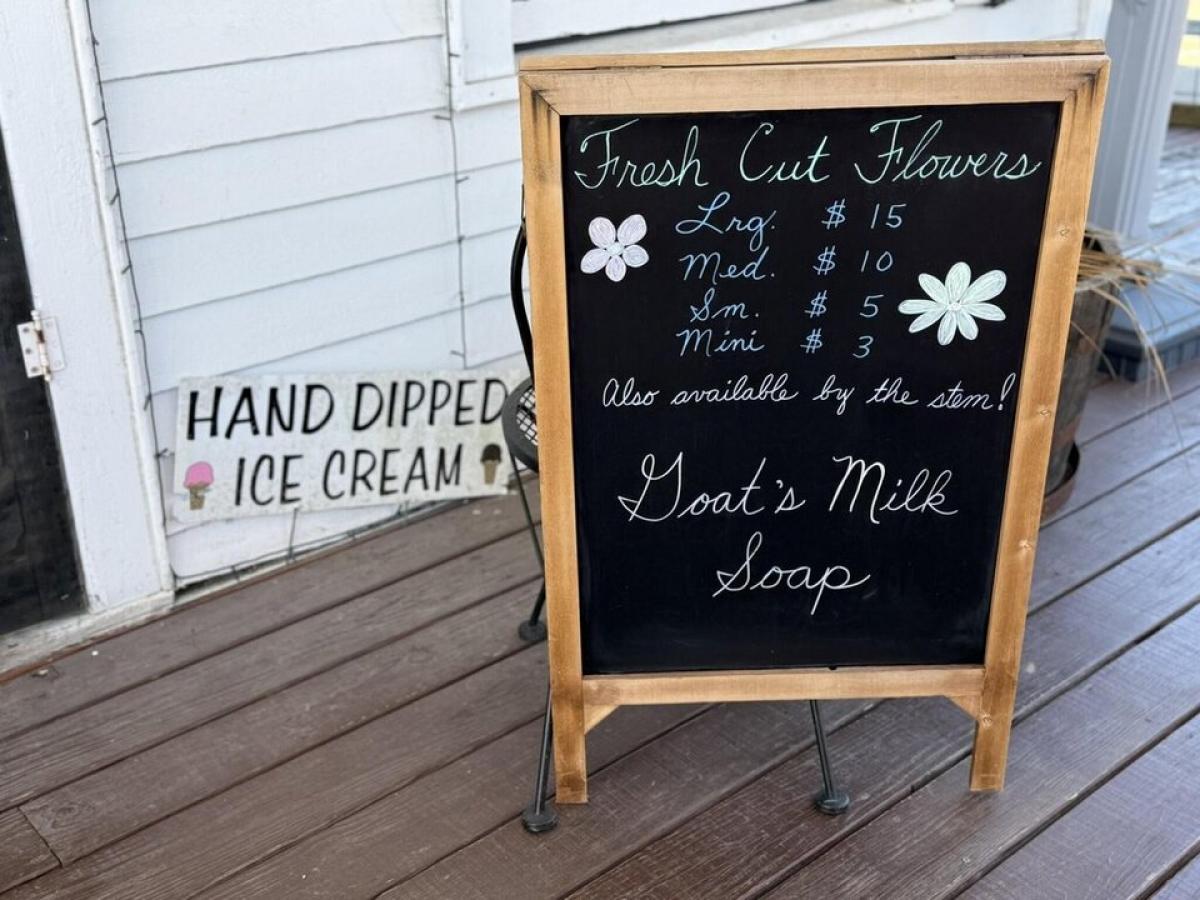 Fresh Cut Flowers
Lrg. $ 15
Med. $ 10
Sm. $ 5
Mini $ 3
Also available by the stem!
Goat's Milk
Soap
HAND DIPPED
ICE CREAM